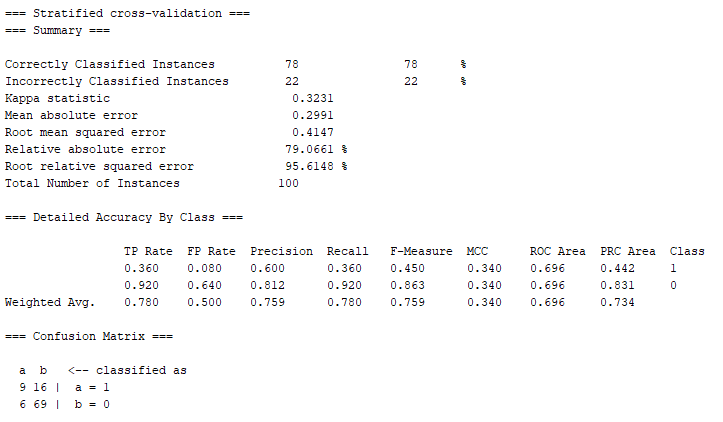 === Stratified cross-validation ===
=== Summary ===
Correctly Classified Instances 78 78 %
Incorrectly Classified Instances 22 22 %
Kappa statistic 0.3231
Mean absolute error 0.2991
Root mean squared error 0.4147
Relative absolute error 79.0661 %
Root relative squared error 95.6148 %
Total Number of Instances 100
=== Detailed Accuracy By Class ===
TP Rate FP Rate Precision Recall F-Measure MCC ROC Area PRC Area Class
0.360 0.080 0.600 0.360 0.450 0.340 0.696 0.442 1
0.920 0.640 0.812 0.920 0.863 0.340 0.696 0.831 0
Weighted Avg. 0.780 0.500 0.759 0.780 0.759 0.340 0.696 0.734
=== Confusion Matrix ===
a b <-- classified as
9 16 | a = 1
6 69 | b = 0